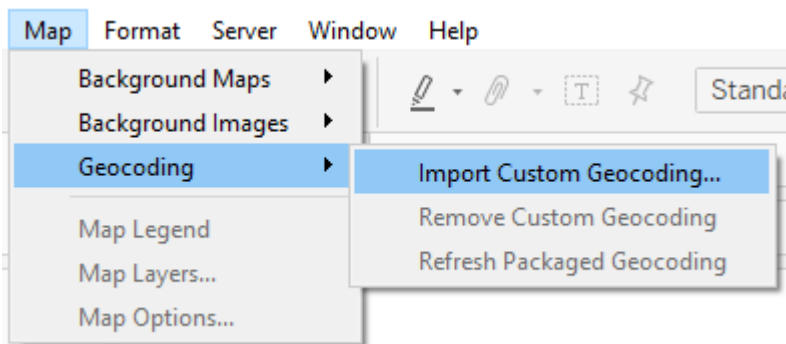 Map Format Server Window Help
Background Maps
Background Images
Geocoding
Map Legend
Map Layers...
Map Options...
T
Standa
Import Custom Geocoding...
Remove Custom Geocoding
Refresh Packaged Geocoding